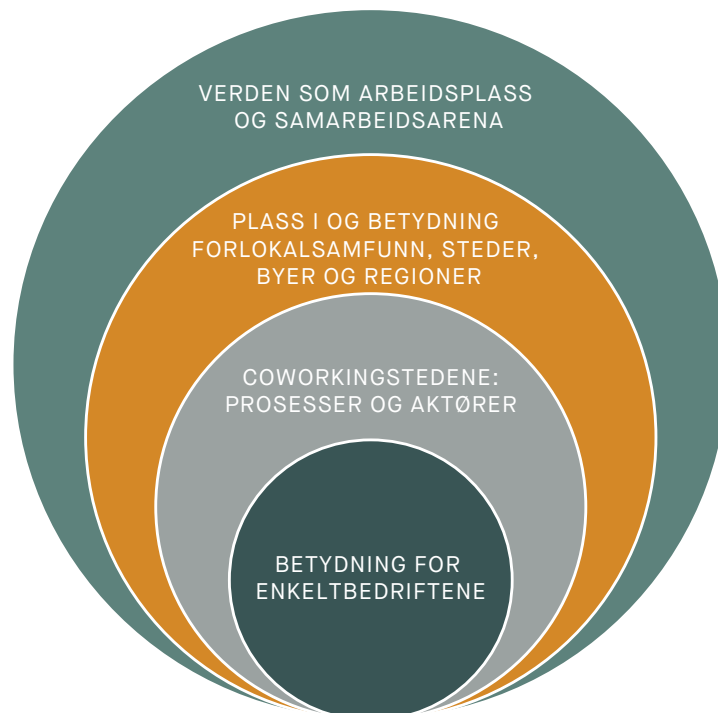 VERDEN SOM ARBEIDSPLASS
OG SAMARBEIDSARENA
PLASS I OG BETYDNING
FORLOKALSAMFUNN, STEDER,
BYER OG REGIONER
COWORKINGSTEDENE:
PROSESSER OG AKTØRER
BETYDNING FOR
ENKELTBEDRIFTENE